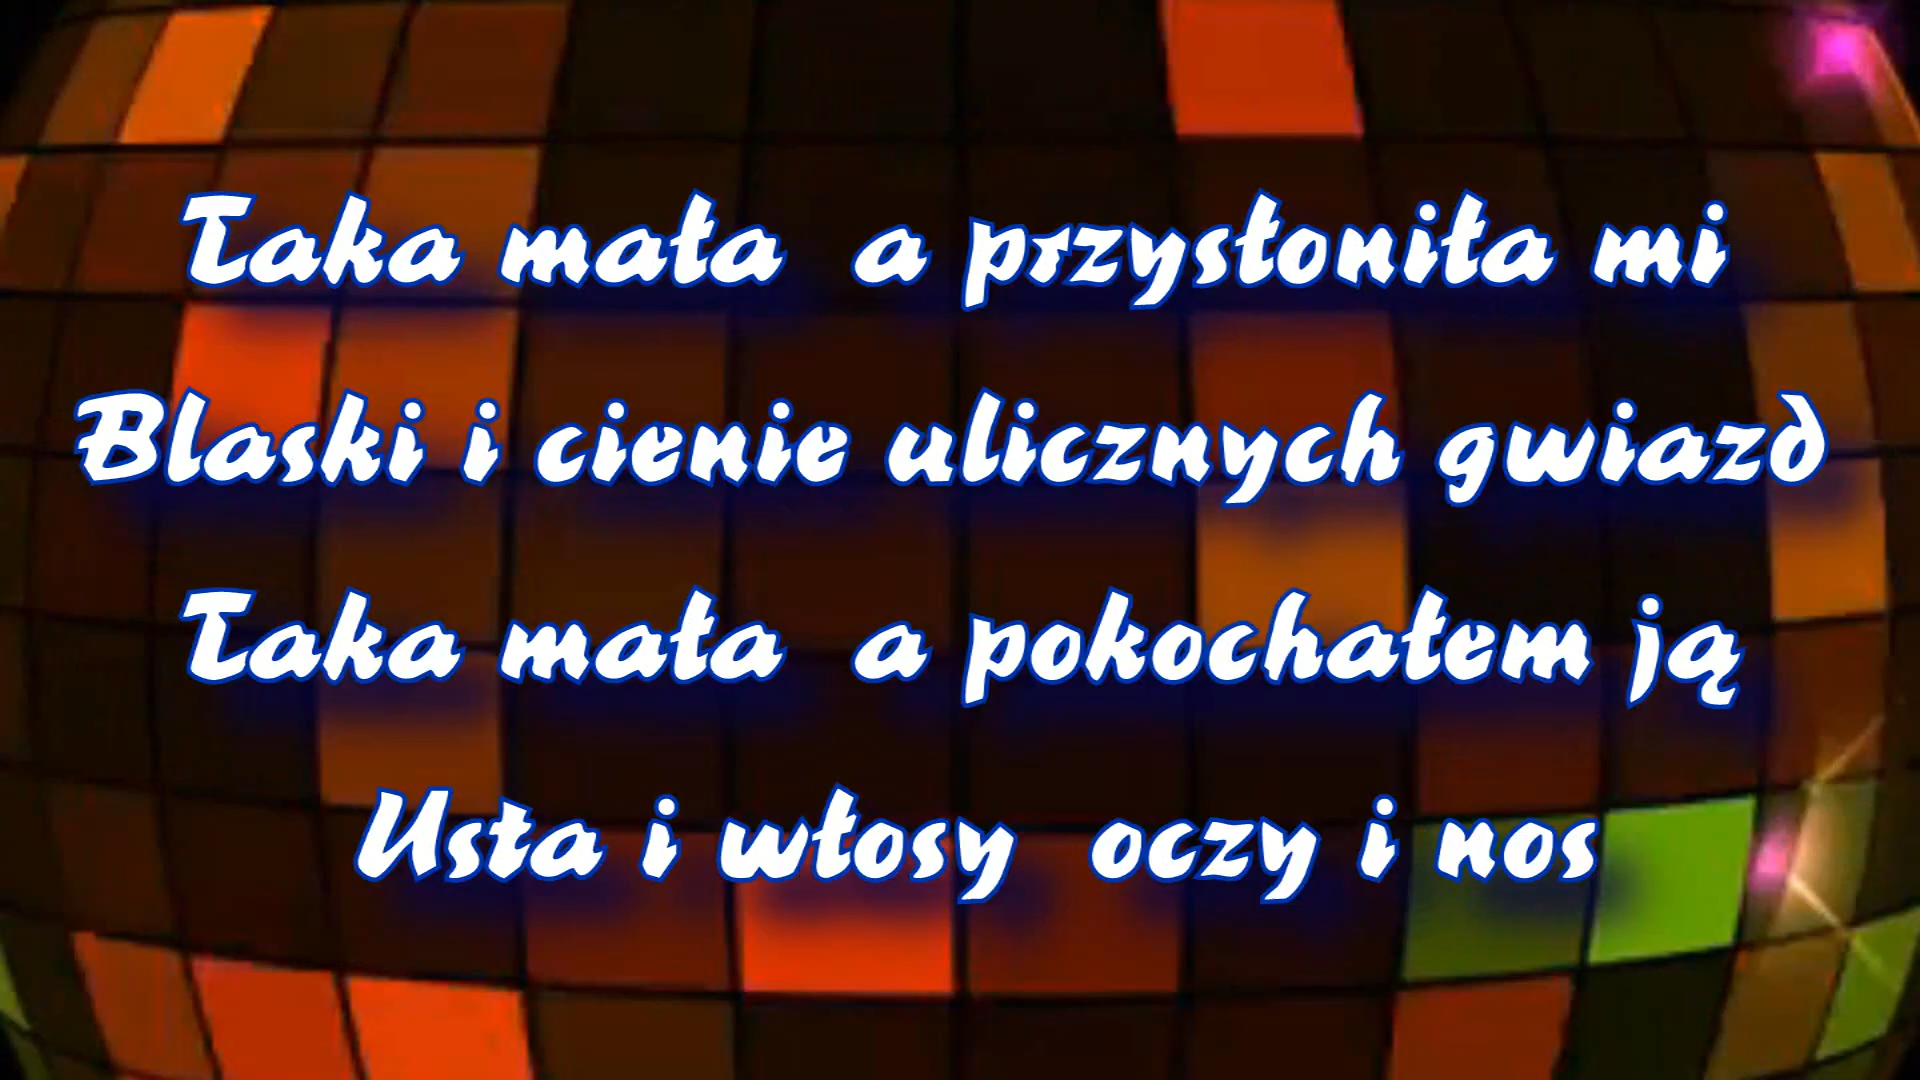 Taka mała a przysłoniła mi
Blaski i cienie ulicznych gwiazd
Taka mała a pokochałem ją
Usta i włosy oczy i nos